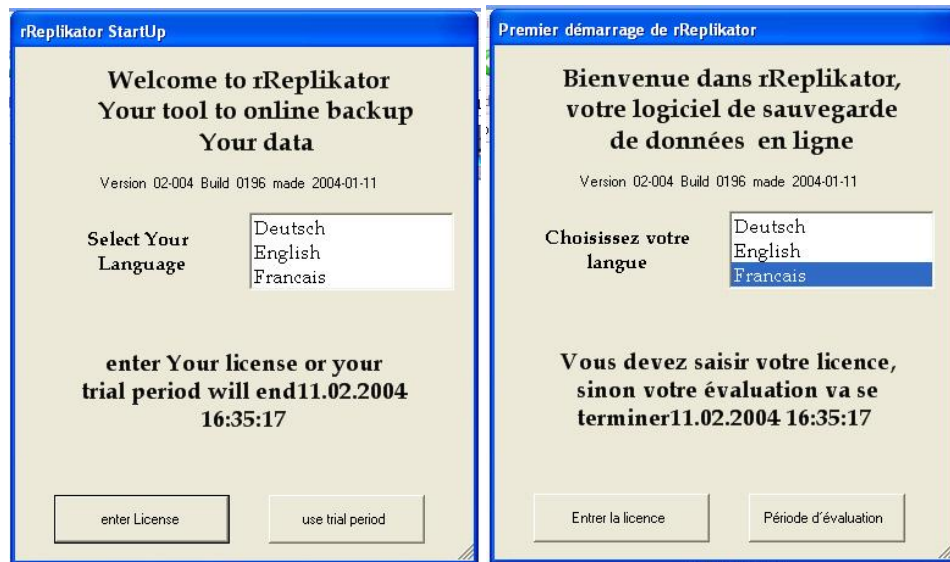 rReplikator StartUp
Welcome to rReplikator
Your tool to online backup
Your data
Version 02-004 Build 0196 made 2004-01-11
Select Your
Language
Deutsch
English
Francais
enter Your license or your
trial period will end11.02.2004
16:35:17
enter License
use trial period
Premier démarrage de rReplikator
Bienvenue dans rReplikator,
votre logiciel de sauvegarde
de données en ligne
Version 02-004 Build 0196 made 2004-01-11
Choisissez votre
langue
Deutsch
English
Francais
Vous devez saisir votre licence,
sinon votre évaluation va se
terminer11.02.2004 16:35:17
Entrer la licence
Période d'évaluation